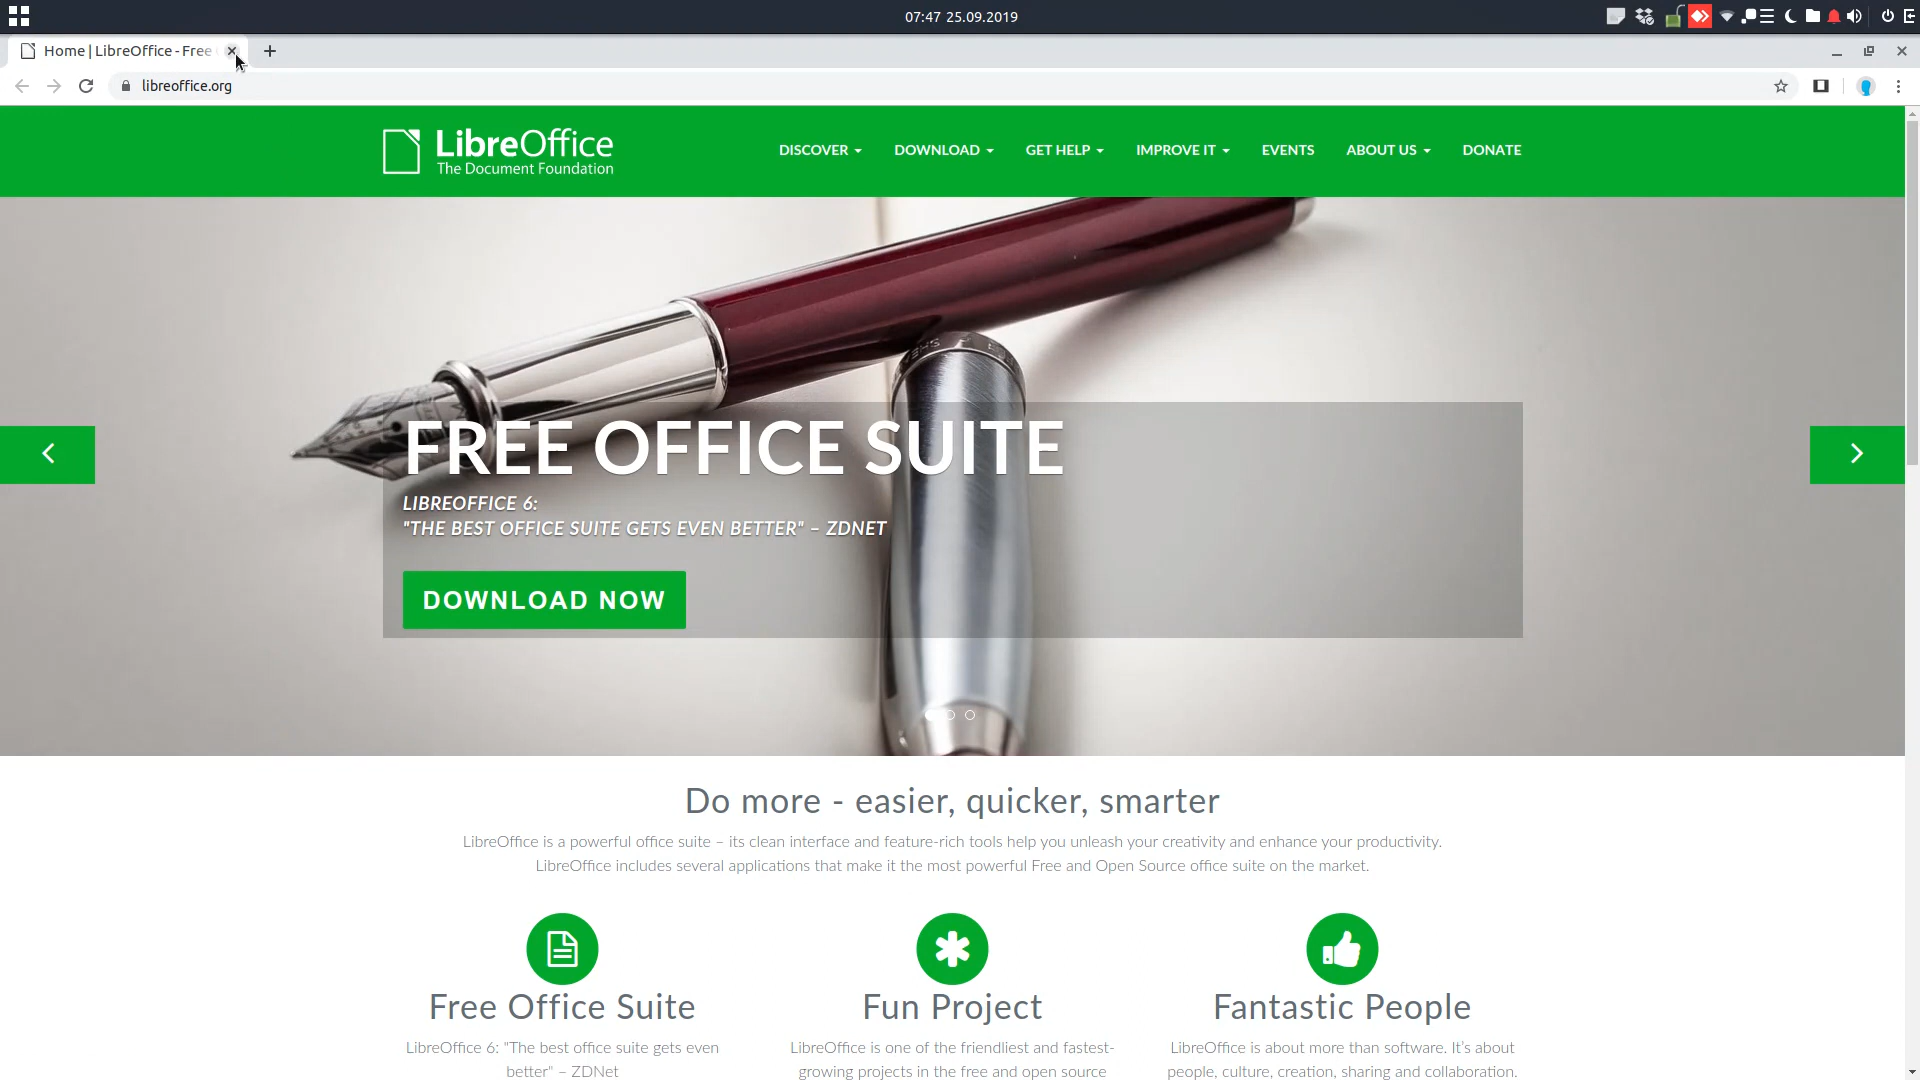 07:47 25.09.2019
Home | LibreOffice - Free
libreoffice.org
LibreOffice
The Document Foundation
DISCOVER DOWNLOAD GET HELP IMPROVE IT EVENTS ABOUT US DONATE
FREE OFFICE SUITE
LIBREOFFICE 6:
"THE BEST OFFICE SUITE GETS EVEN BETTER" – ZDNET
DOWNLOAD NOW
Do more - easier, quicker, smarter
LibreOffice is a powerful office suite – its clean interface and feature-rich tools help you unleash your creativity and enhance your productivity.
LibreOffice includes several applications that make it the most powerful Free and Open Source office suite on the market.
Free Office Suite
LibreOffice 6: "The best office suite gets even
better" – ZDNet
Fun Project
LibreOffice is one of the friendliest and fastest-
growing projects in the free and open source
Fantastic People
LibreOffice is about more than software. It's about
people, culture, creation, sharing and collaboration.